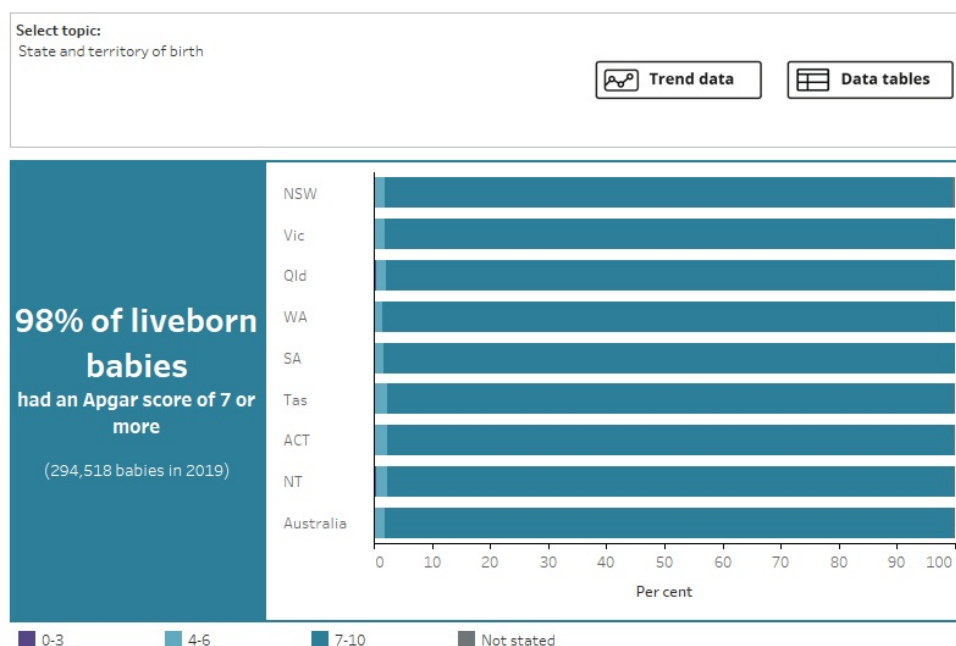 Select topic:
State and territory of birth
Trend data
Data tables
98% of liveborn
babies
had an Apgar score of 7 or
more
(294,518 babies in 2019)
NSW
Vic
Qld
WA
SA
Tas
ACT
NT
Australia
0 10 20 30 40 50 60 70 80 90 100
Per cent
0-3 4-6 7-10 Not stated